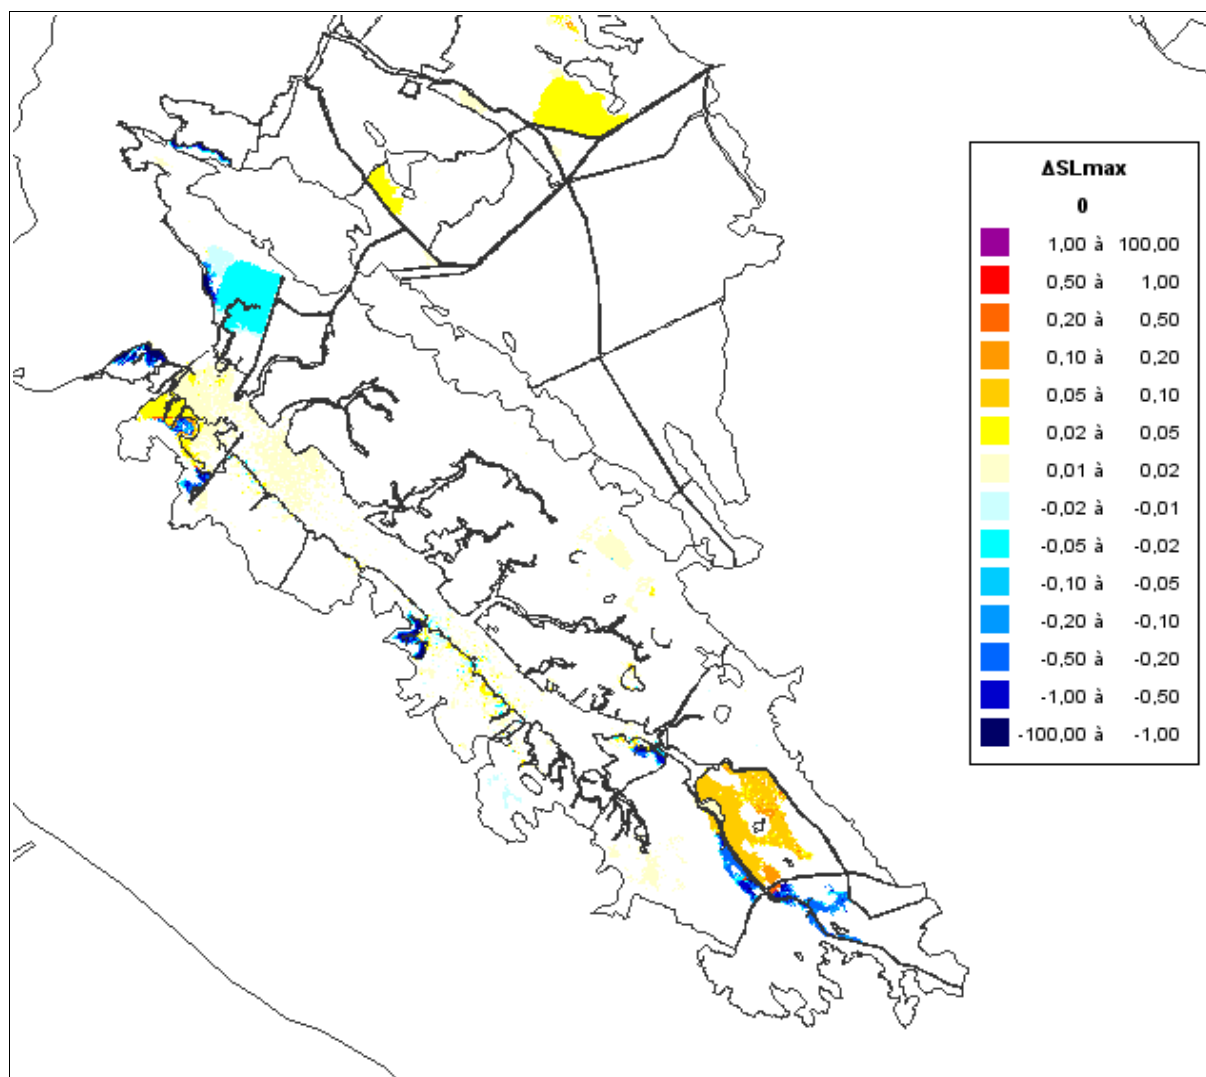 ΔSLmax
0
1,00 à 100,00
0,50 à 1,00
0,20 à 0,50
0,10 à 0,20
0,05 à 0,10
0,02 à 0,05
0,01 à 0,02
-0,02 à -0,01
-0,05 à -0,02
-0,10 à -0,05
-0,20 à -0,10
-0,50 à -0,20
-1,00 à -0,50
-100,00 à -1,00